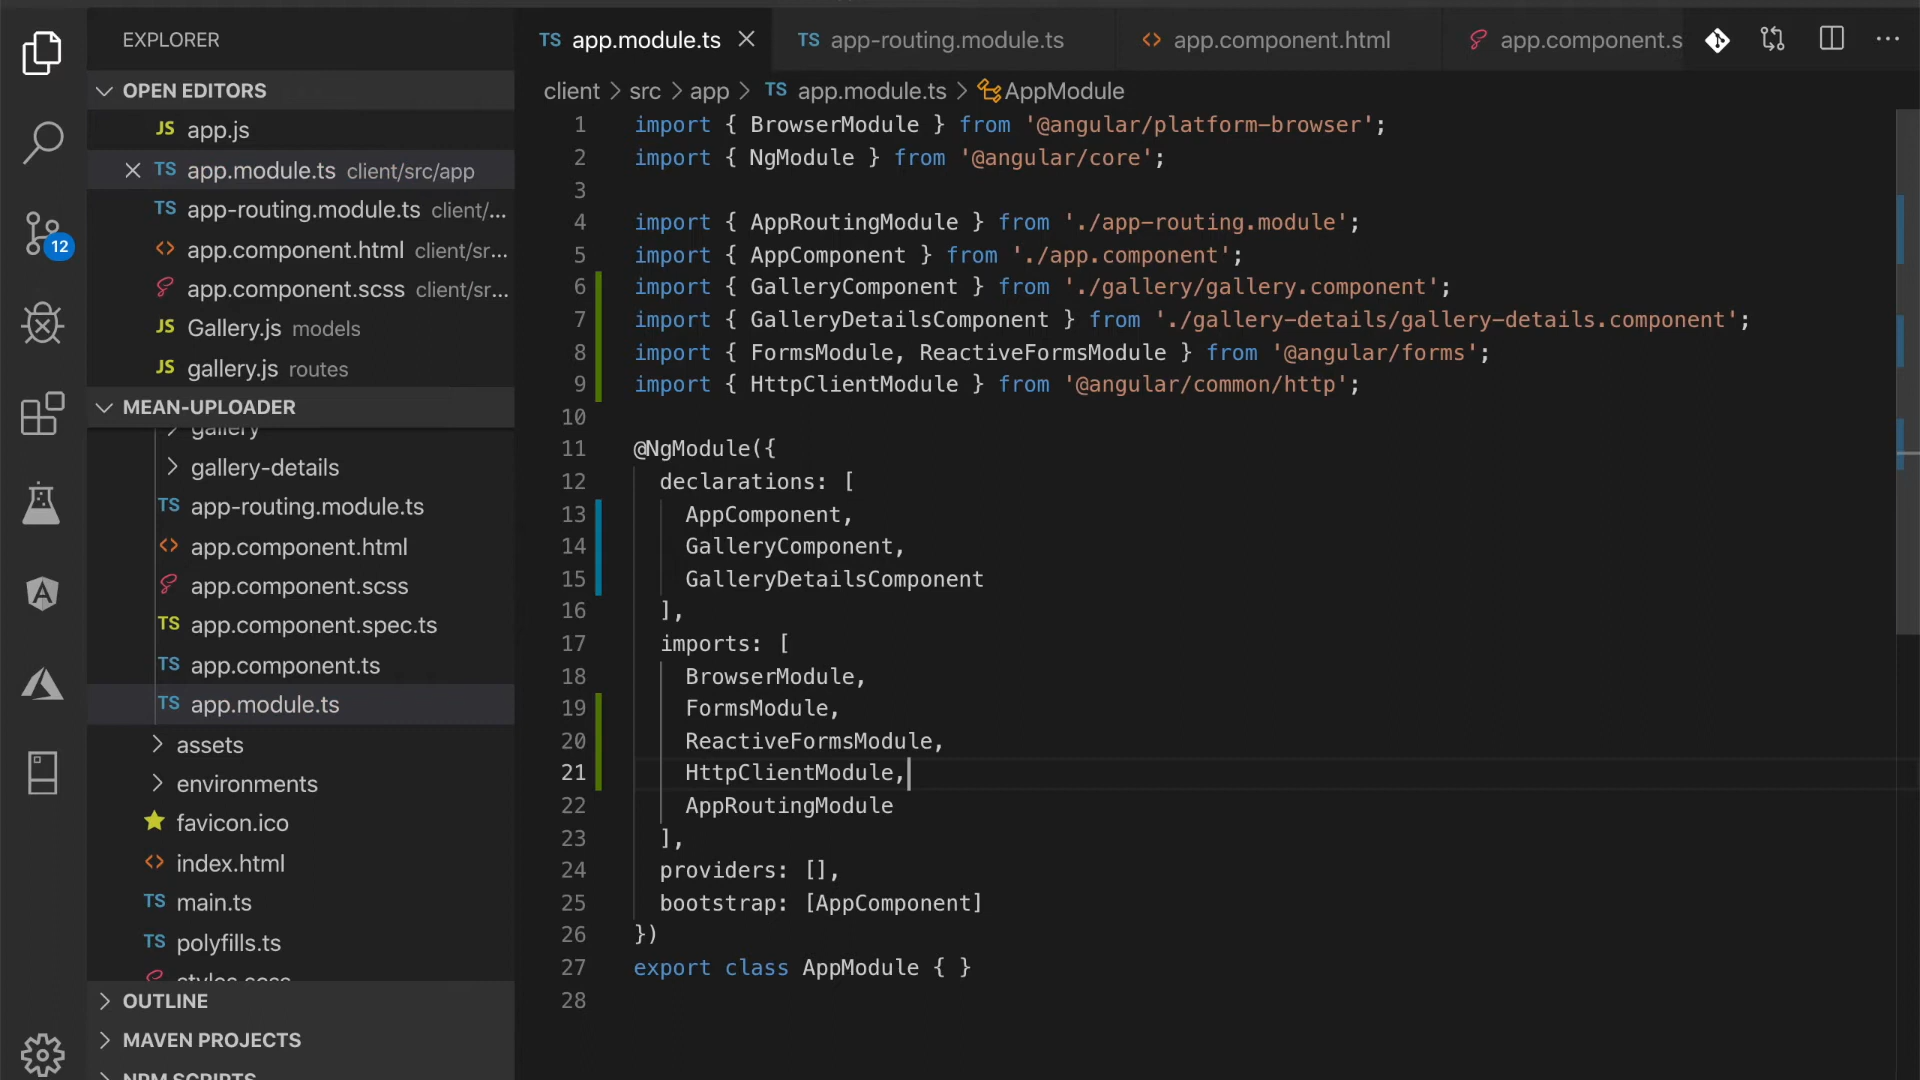 EXPLORER
OPEN EDITORS
JS app.js
TS app.module.ts client/src/app
TS app-routing.module.ts client/...
<> app.component.html client/sr...
app.component.scss client/sr...
JS Gallery.js models
JS gallery.js routes
MEAN-UPLOADER
gallery
gallery-details
TS app-routing.module.ts
<> app.component.html
app.component.scss
TS app.component.spec.ts
TS app.component.ts
TS app.module.ts
assets
environments
favicon.ico
<> index.html
TS main.ts
TS polyfills.ts
styles.scss
OUTLINE
MAVEN PROJECTS
NPM SCRIPTS
12
TS app.module.ts
TS app-routing.module.ts
<> app.component.html
app.component.s
client > src > app > TS app.module.ts > AppModule
1 import { BrowserModule } from '@angular/platform-browser';
2 import { NgModule } from '@angular/core';
3
4 import { AppRoutingModule } from './app-routing.module';
5 import { AppComponent } from './app.component';
6 import { GalleryComponent } from './gallery/gallery.component';
7 import { GalleryDetailsComponent } from './gallery-details/gallery-details.component';
8 import { FormsModule, ReactiveFormsModule } from '@angular/forms';
9 import { HttpClientModule } from '@angular/common/http';
10
11 @NgModule({
12 declarations: [
13 AppComponent,
14 GalleryComponent,
15 GalleryDetailsComponent
16 ],
17 imports: [
18 BrowserModule,
19 FormsModule,
20 ReactiveFormsModule,
21 HttpClientModule,
22 AppRoutingModule
23 ],
24 providers: [],
25 bootstrap: [AppComponent]
26 })
27 export class AppModule { }
28